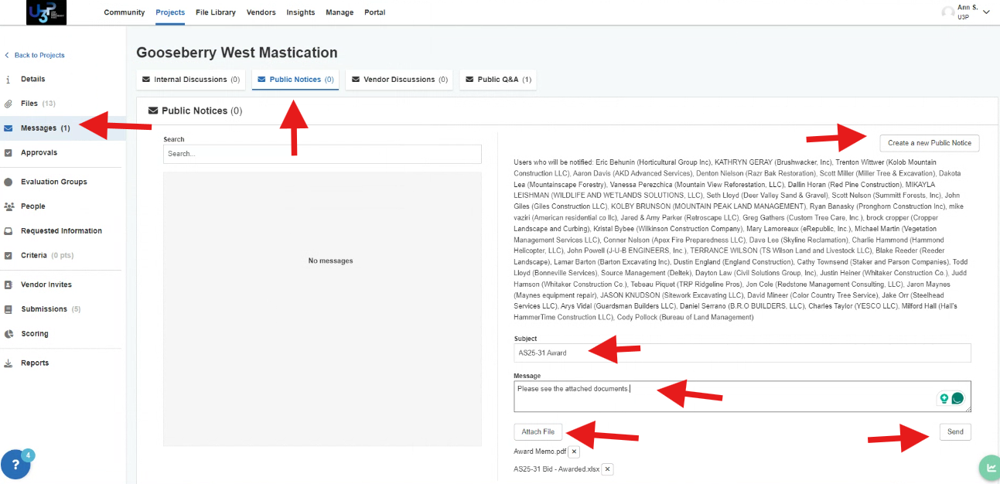 U3P
Community Projects File Library Vendors Insights Manage Portal
Ann S.
U3P
Back to Projects
Details
Files (13)
Messages (1)
Approvals
Evaluation Groups
People
Requested Information
Criteria (0 pts)
Vendor Invites
Submissions (5)
Scoring
Reports
? 4
Gooseberry West Mastication
Internal Discussions (0) Public Notices (0) Vendor Discussions (0) Public Q&A (1)
Public Notices (0)
Search
Search...
No messages
Create a new Public Notice
Users who will be notified: Eric Behunin (Horticultural Group Inc), KATHRYN GERAY (Brushwacker, Inc), Trenton Wittwer (Kolob Mountain
Construction LLC), Aaron Davis (AKD Advanced Services), Denton Nielson (Razr Bak Restoration), Scott Miller (Miller Tree & Excavation), Dakota
Lea (Mountainscape Forestry), Vanessa Perezchica (Mountain View Reforestation, LLC), Dallin Horan (Red Pine Construction), MIKAYLA
LEISHMAN (WILDLIFE AND WETLANDS SOLUTIONS, LLC), Seth Lloyd (Deer Valley Sand & Gravel), Scott Nelson (Summitt Forests, Inc), John
Giles (Giles Construction LLC), KOLBY BRUNSON (MOUNTAIN PEAK LAND MANAGEMENT), Ryan Banasky (Pronghorn Construction Inc), mike
vaziri (American residential co llc), Jared & Amy Parker (Retroscape LLC), Greg Gathers (Custom Tree Care, Inc.), brock cropper (Cropper
Landscape and Curbing), Kristal Bybee (Wilkinson Construction Company), Mary Lamoreaux (eRepublic, Inc.), Michael Martin (Vegetation
Management Services LLC), Conner Nelson (Apex Fire Preparedness LLC), Dave Lee (Skyline Reclamation), Charlie Hammond (Hammond
Helicopter, LLC), John Powell (J-U-B ENGINEERS, Inc.), TERRANCE WILSON (TS Wilson Land and Livestock LLC), Blake Reeder (Reeder
Landscape), Lamar Barton (Barton Excavating Inc), Dustin England (England Construction), Cathy Townsend (Staker and Parson Companies), Todd
Lloyd (Bonneville Services), Source Management (Deltek), Dayton Law (Civil Solutions Group, Inc), Justin Heiner (Whitaker Construction Co.), Judd
Hamson (Whitaker Construction Co.), Tebeau Piquet (TRP Ridgeline Pros), Jon Cole (Redstone Management Consulting, LLC), Jaron Maynes
(Maynes equipment repair), JASON KNUDSON (Sitework Excavating LLC), David Mineer (Color Country Tree Service), Jake Orr (Steelhead
Services LLC), Arys Vidal (Guardsman Builders LLC), Daniel Serrano (B.R.O BUILDERS, LLC), Charles Taylor (YESCO LLC), Milford Hall (Hall's
HammerTime Construction LLC), Cody Pollock (Bureau of Land Management)
Subject
AS25-31 Award
Message
Please see the attached documents.
Attach File Send
Award Memo.pdf ×
AS25-31 Bid - Awarded.xlsx ×